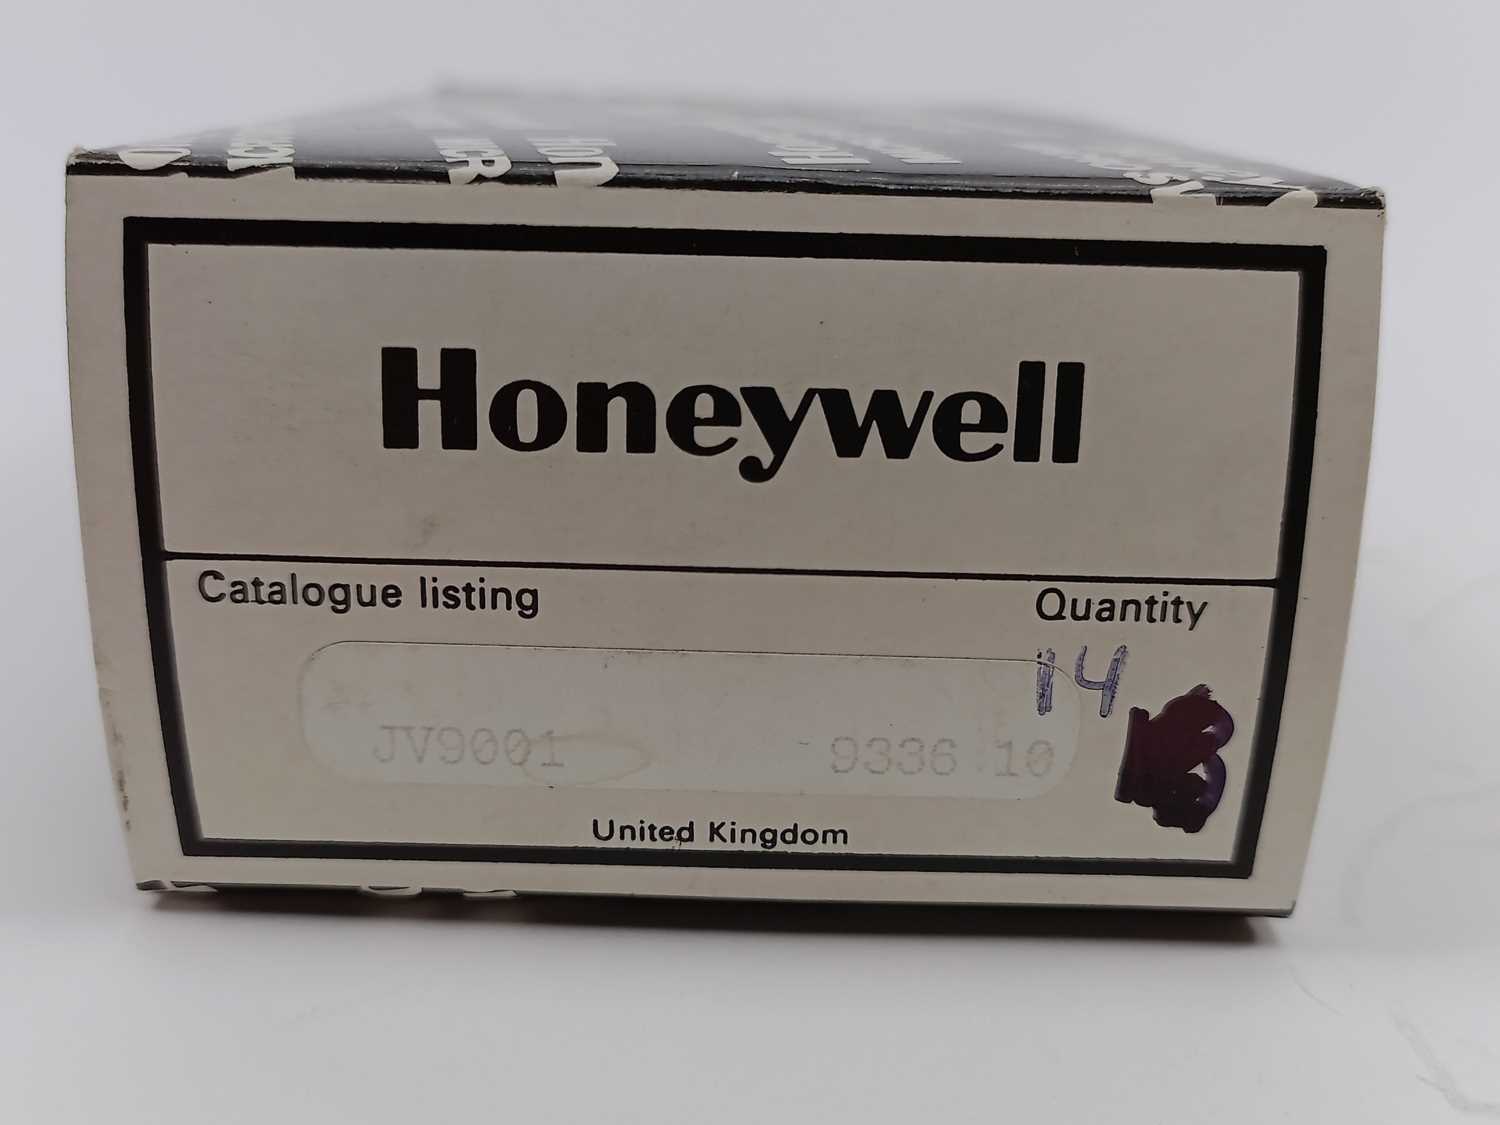 Honeywell
Catalogue listing Quantity
14
JV9001 9336 10
United Kingdom